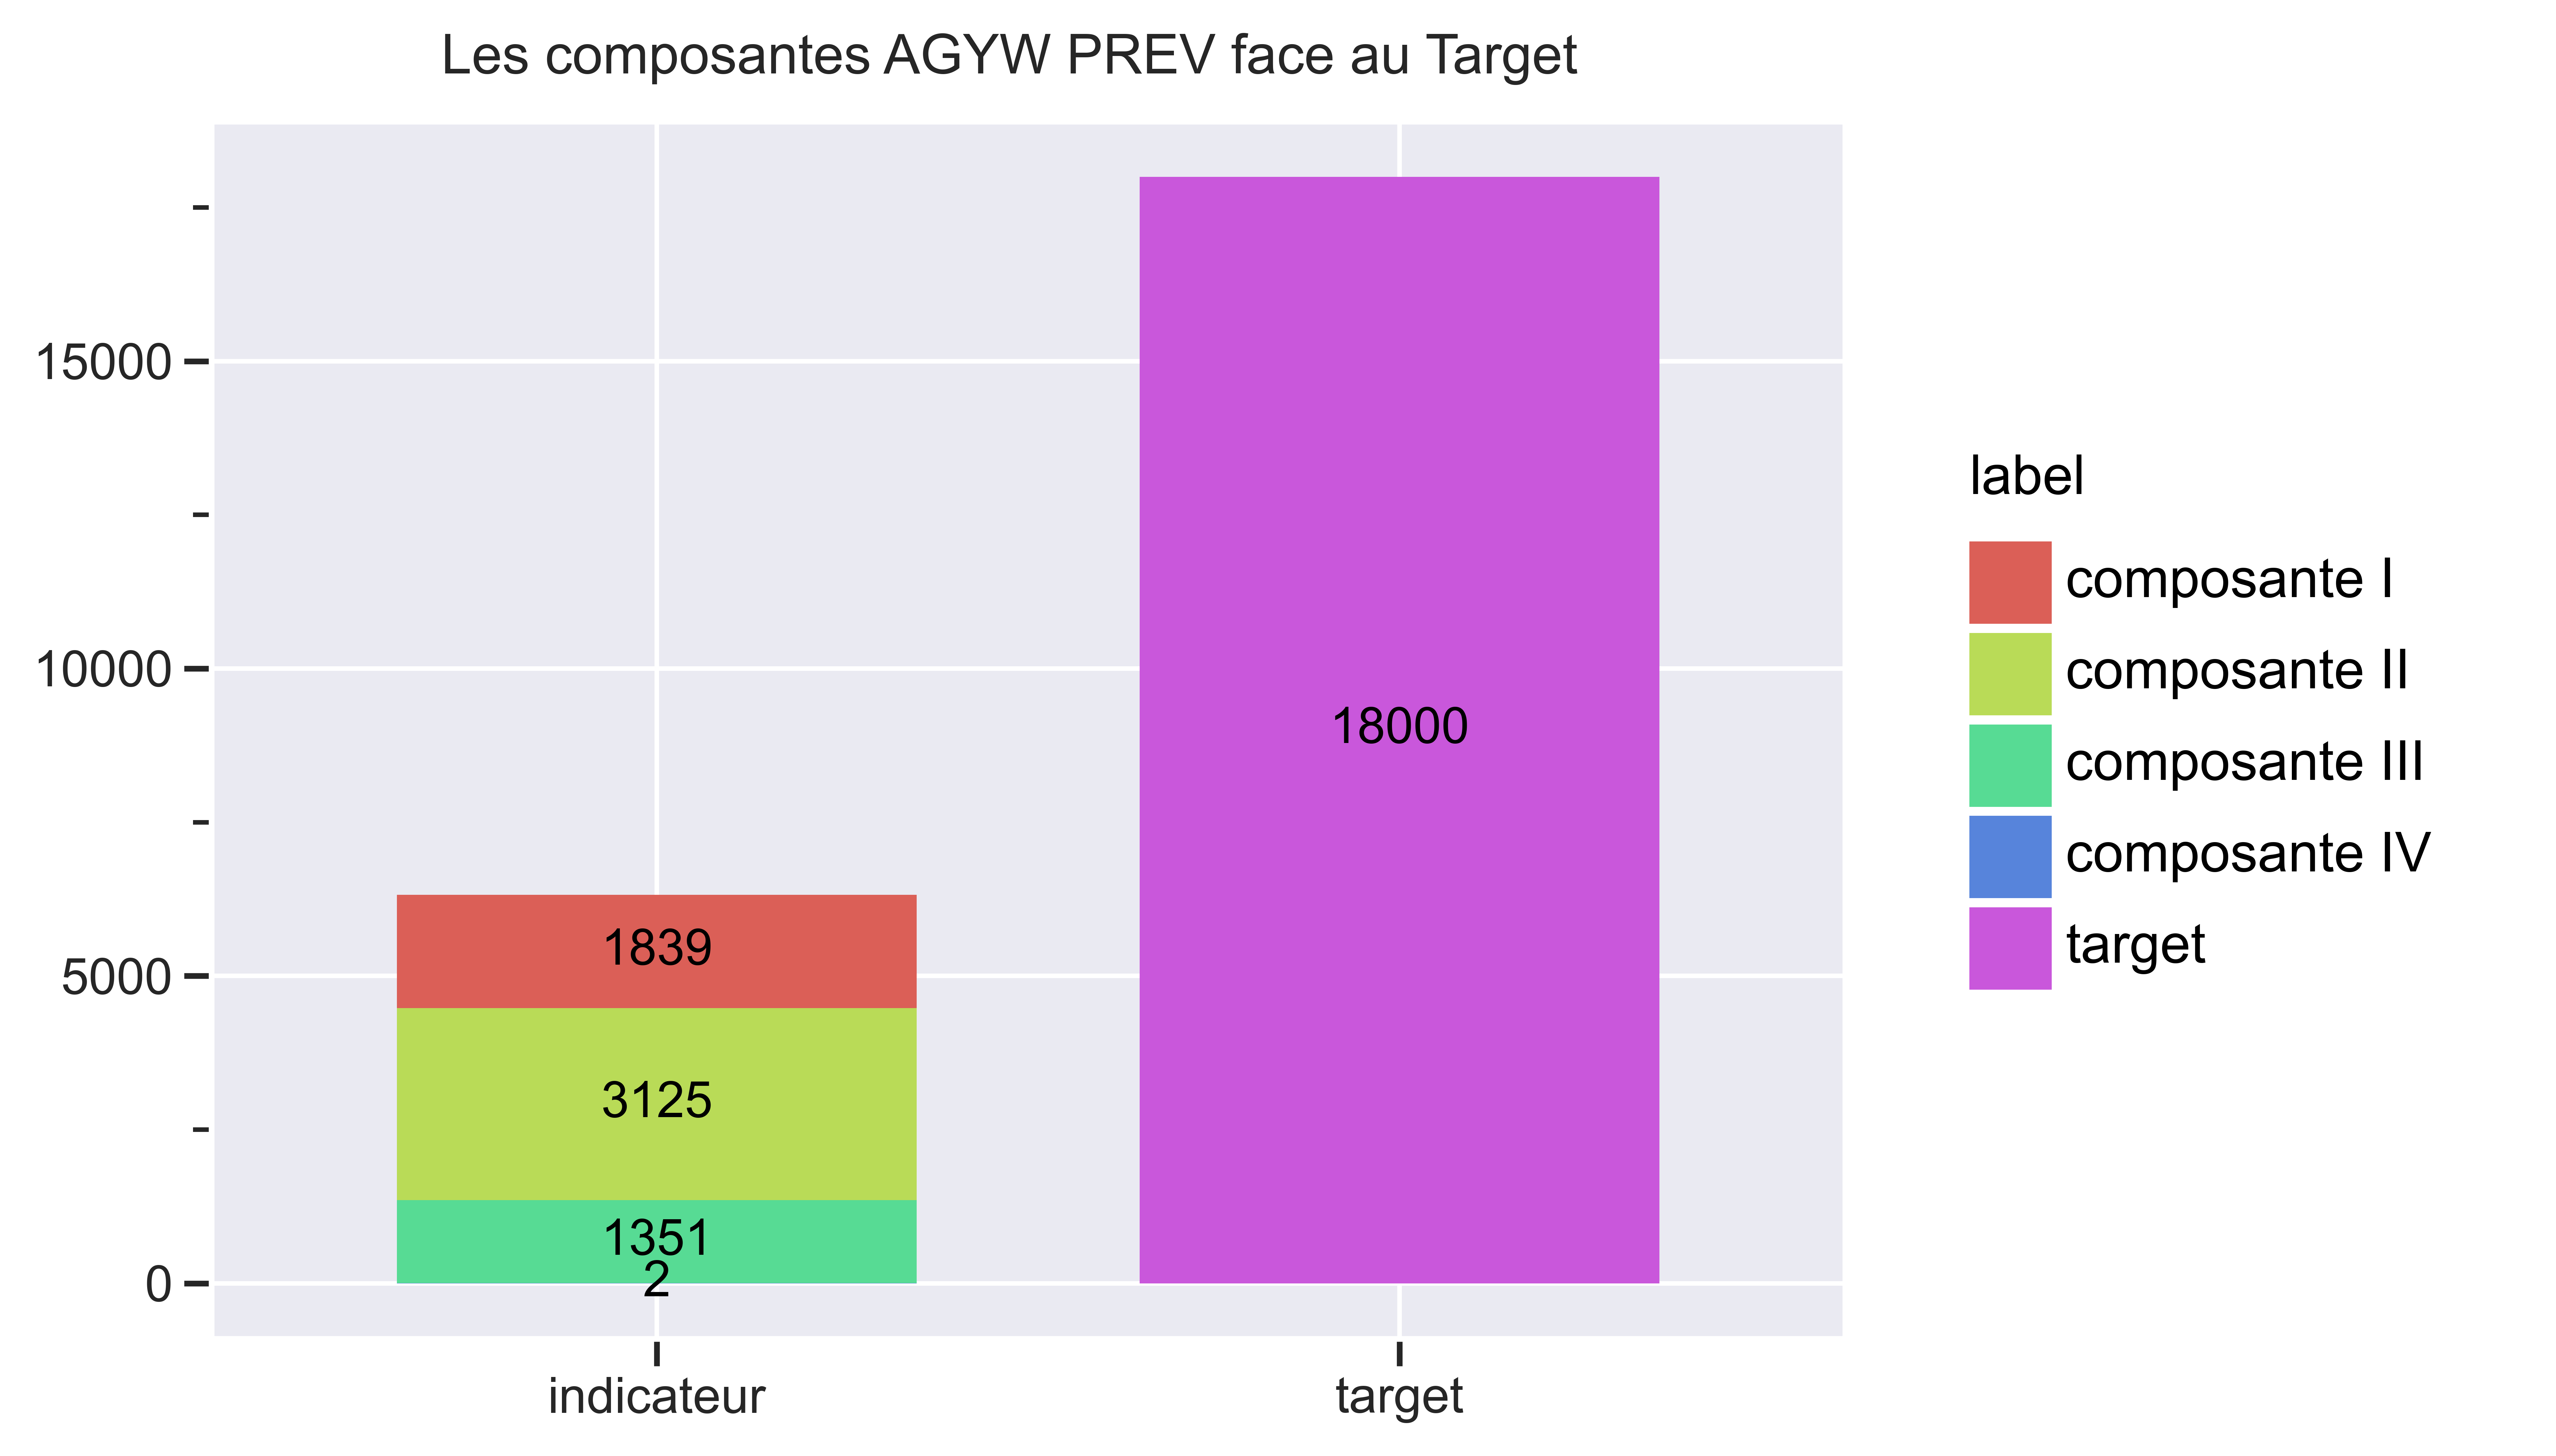 Les composantes AGYW PREV face au Target
15000
10000
5000
0
1839
3125
1351
2
18000
indicateur
target
label
composante I
composante II
composante III
composante IV
target